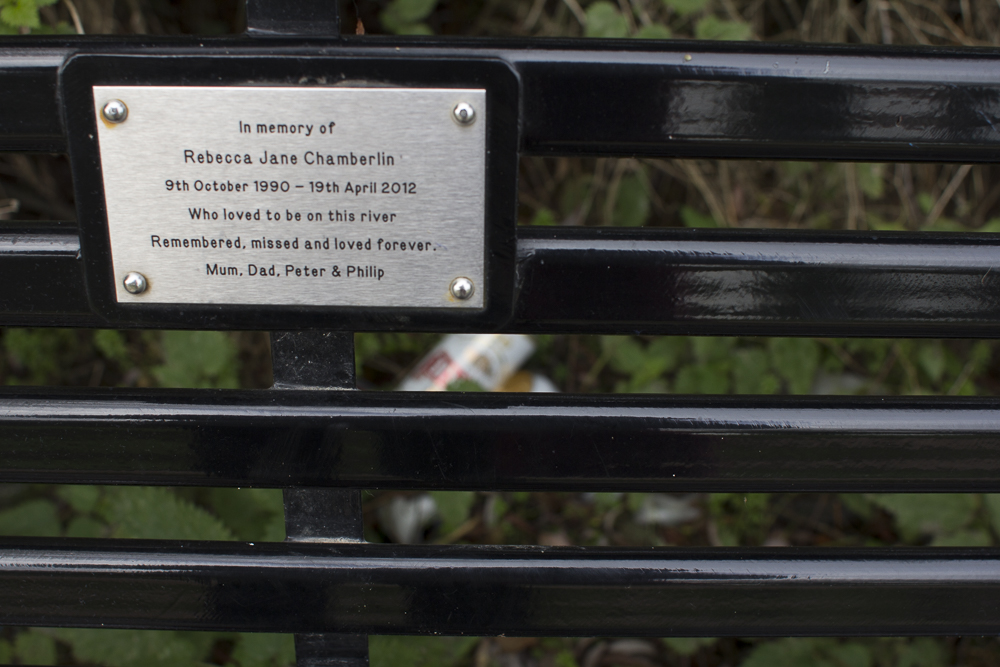 In memory of
Rebecca Jane Chamberlin
9th October 1990 – 19th April 2012
Who loved to be on this river
Remembered, missed and loved forever.
Mum, Dad, Peter & Philip